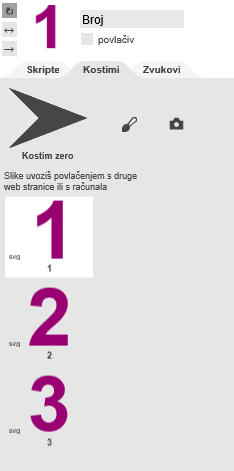 1
Broj
povlačiv
Skripte Kostimi Zvukovi
Kostim zero
Slike uvoziš povlačenjem s druge
web stranice ili s računala
1
svg
1
2
svg
2
3
svg
3